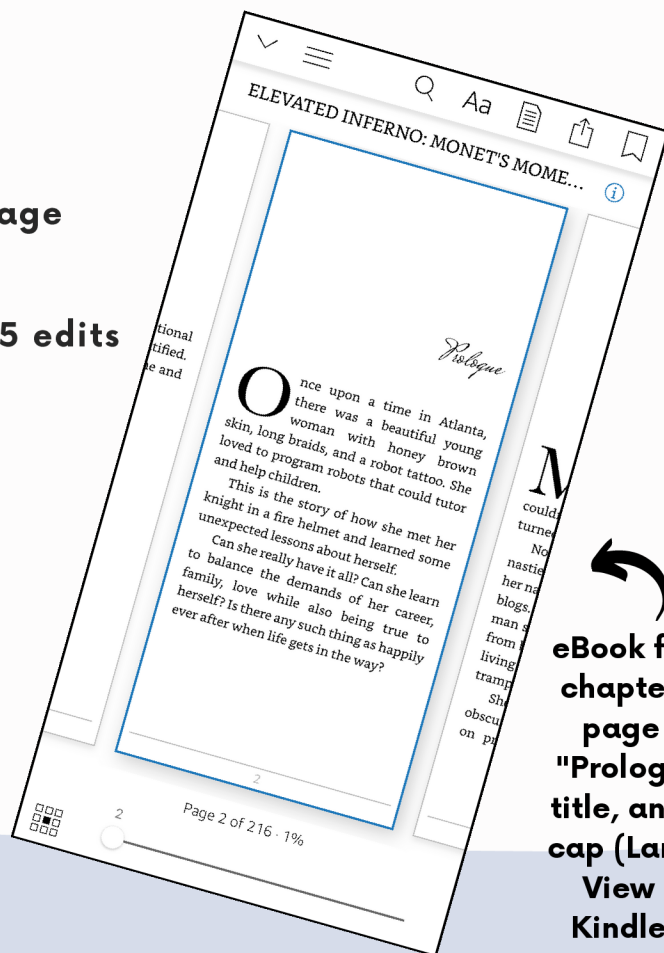 age
5 edits
Aa
ELEVATED INFERNO: MONET'S MOME...
tional
tified.
e and
Prologue
Once upon a time in Atlanta,
there was a beautiful young
woman with honey brown
skin, long braids, and a robot tattoo. She
loved to program robots that could tutor
and help children.
This is the story of how she met her
knight in a fire helmet and learned some
unexpected lessons about herself.
Can she really have it all? Can she learn
to balance the demands of her career,
family, love while also being true to
herself? Is there any such thing as happily
ever after when life gets in the way?
2
M
could
turne
No
nastie
her na
blogs.
man s
from
living
tramp
Sh
obscu
on pr
2
Page 2 of 216 · 1%
eBook f
chapte
page
"Prolog
title, an
cap (Lar
View
Kindle